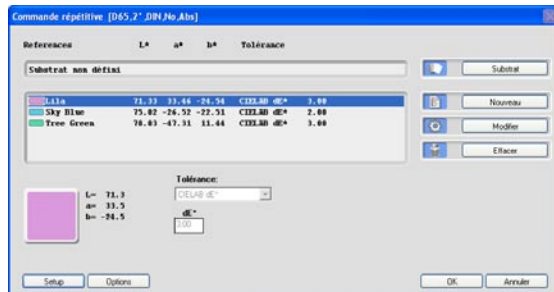 Commande répétitive [D65,2°,DIN,No,Abs]
References L* a* b* Tolérance
Substrat non défini
Substrat
Lila 71.33 33.46 -24.54 CIELAB dE* 3.00
Sky Blue 75.02 -26.52 -22.51 CIELAB dE* 2.00
Tree Green 78.03 -47.31 11.44 CIELAB dE* 3.00
Nouveau
Modifier
Effacer
L= 71.3
a= 33.5
b= -24.5
Tolérance:
CIELAB dE*
dE*
3.00
Setup Options OK Annuler